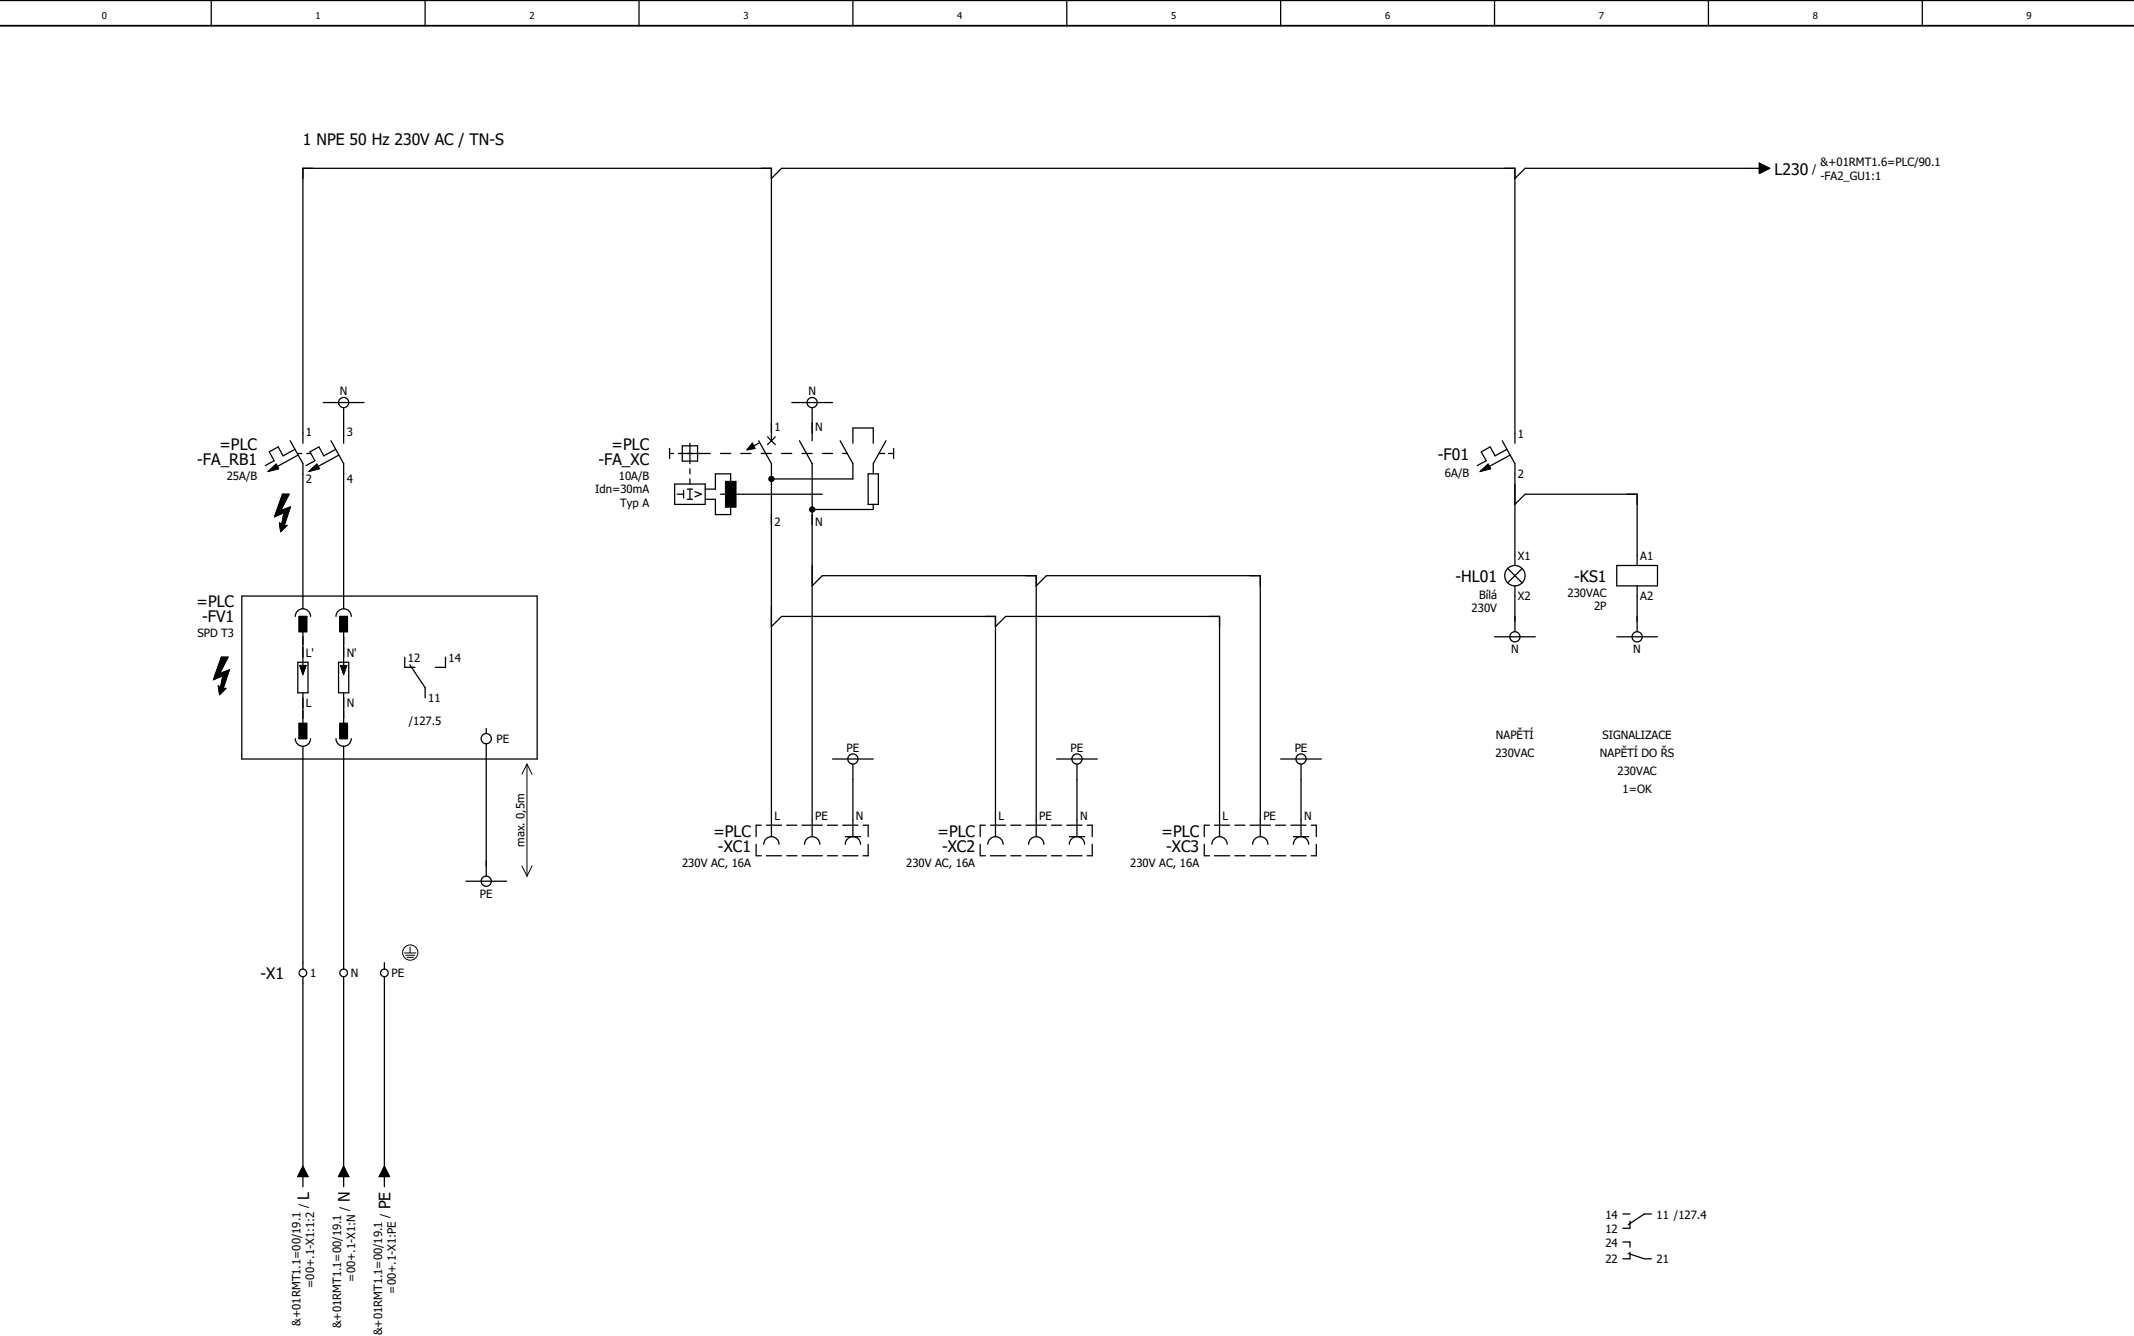 0 1 2 3 4 5 6 7 8 9
1 NPE 50 Hz 230V AC / TN-S
L230 / &+01RMT1.6=PLC/90.1
-FA2_GU1:1
N
1 3
=PLC
-FA_RB1
25A/B
2 4
N
1 N
=PLC
-FA_XC
10A/B
Idn=30mA
Typ A
I>
2 N
1
-F01
6A/B
2
=PLC
-FV1
SPD T3
L' N'
L N
12 14
11
/127.5
PE
max. 0,5m
PE
X1
-HL01
Bílá
230V
X2
N
A1
-KS1
230VAC
2P
A2
N
NAPĚTÍ
230VAC
SIGNALIZACE
NAPĚTÍ DO ŘS
230VAC
1=OK
PE
L PE N
=PLC
-XC1
230V AC, 16A
PE
L PE N
=PLC
-XC2
230V AC, 16A
PE
L PE N
=PLC
-XC3
230V AC, 16A
-X1 1 N PE
&+01RMT1.1=00/19.1 / L
=00+.1-X1:1:2
&+01RMT1.1=00/19.1 / N
=00+.1-X1:N
&+01RMT1.1=00/19.1 / PE
=00+.1-X1:PE
14 11 /127.4
12
24
22 21